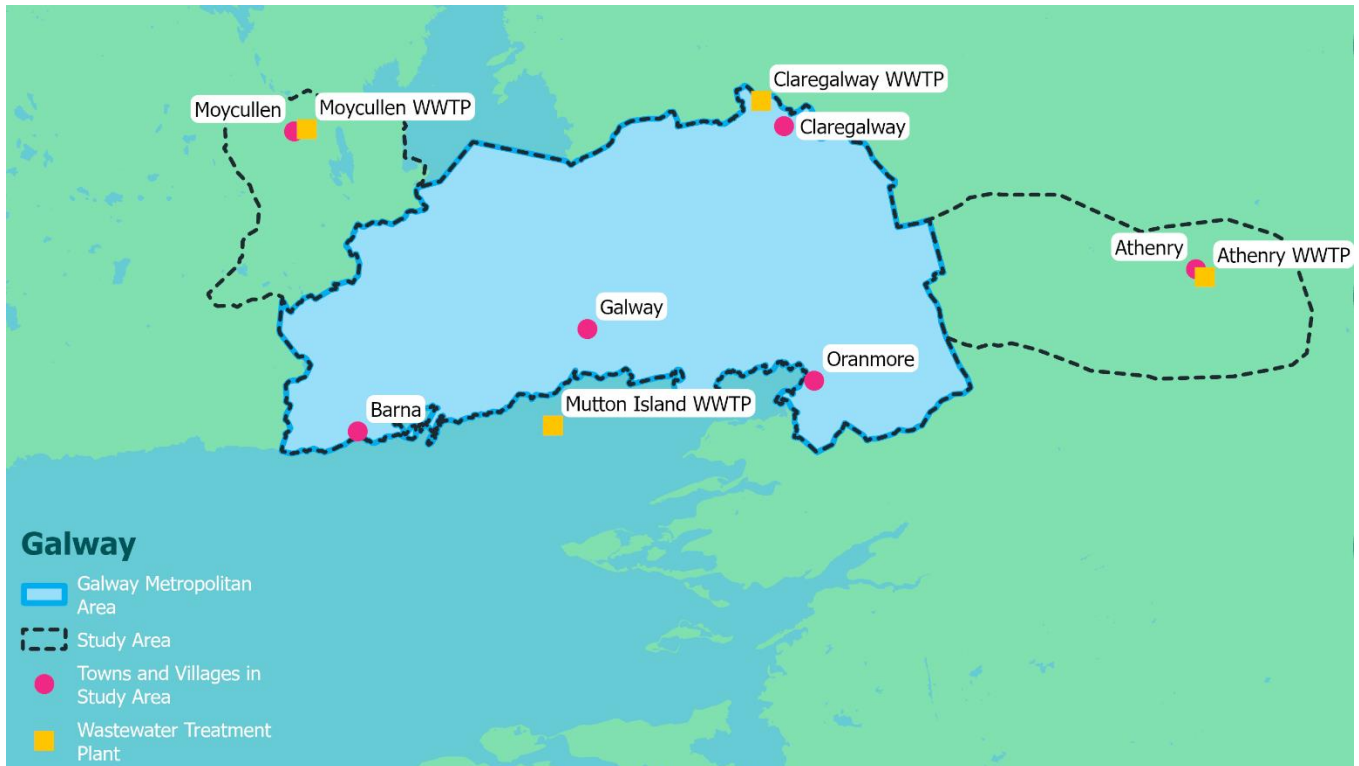 Claregalway WWTP
Moycullen
Moycullen WWTP
Claregalway
Athenry
Athenry WWTP
Galway
Oranmore
Barna
Mutton Island WWTP
Galway
Galway Metropolitan
Area
Study Area
Towns and Villages in
Study Area
Wastewater Treatment
Plant